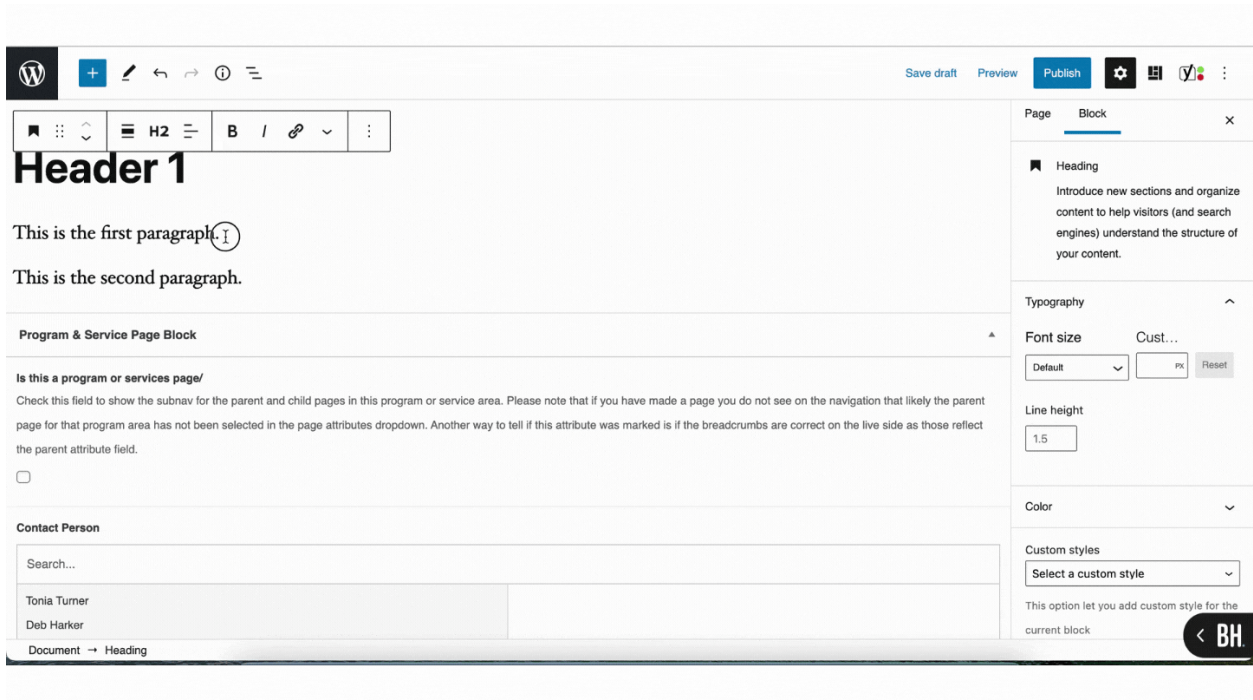 Save draft Preview Publish
H2 B I
Header 1
This is the first paragraph.
This is the second paragraph.
Program & Service Page Block
Is this a program or services page/
Check this field to show the subnav for the parent and child pages in this program or service area. Please note that if you have made a page you do not see on the navigation that likely the parent
page for that program area has not been selected in the page attributes dropdown. Another way to tell if this attribute was marked is if the breadcrumbs are correct on the live side as those reflect
the parent attribute field.
Contact Person
Search...
Tonia Turner
Deb Harker
Document → Heading
Page Block
Heading
Introduce new sections and organize
content to help visitors (and search
engines) understand the structure of
your content.
Typography
Font size Cust...
Default PX Reset
Line height
1.5
Color
Custom styles
Select a custom style
This option let you add custom style for the
current block
BH.